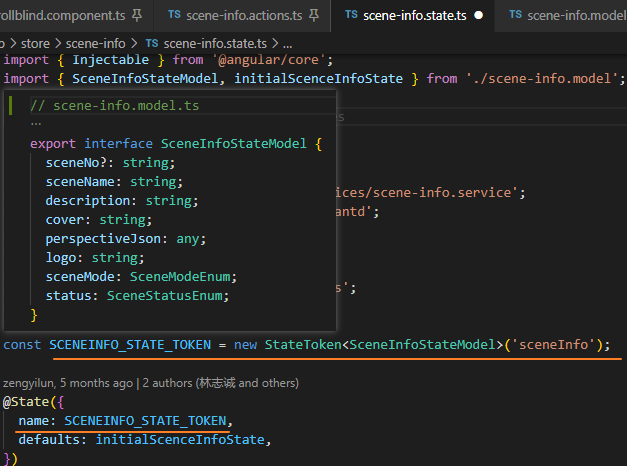 rollblind.component.ts
TS scene-info.actions.ts
TS scene-info.state.ts
TS scene-info.model
o > store > scene-info > TS scene-info.state.ts > ...
import { Injectable } from '@angular/core';
import { SceneInfoStateModel, initialScenceInfoState } from './scene-info.model';
// scene-info.model.ts
...
export interface SceneInfoStateModel {
sceneNo?: string;
sceneName: string;
description: string;
cover: string;
perspectiveJson: any;
logo: string;
sceneMode: SceneModeEnum;
status: SceneStatusEnum;
}
es
ices/scene-info.service';
antd';
s';
const SCENEINFO_STATE_TOKEN = new StateToken<SceneInfoStateModel>('sceneInfo');
zengyilun, 5 months ago | 2 authors (林志诚 and others)
@State({
name: SCENEINFO_STATE_TOKEN,
defaults: initialScenceInfoState,
})